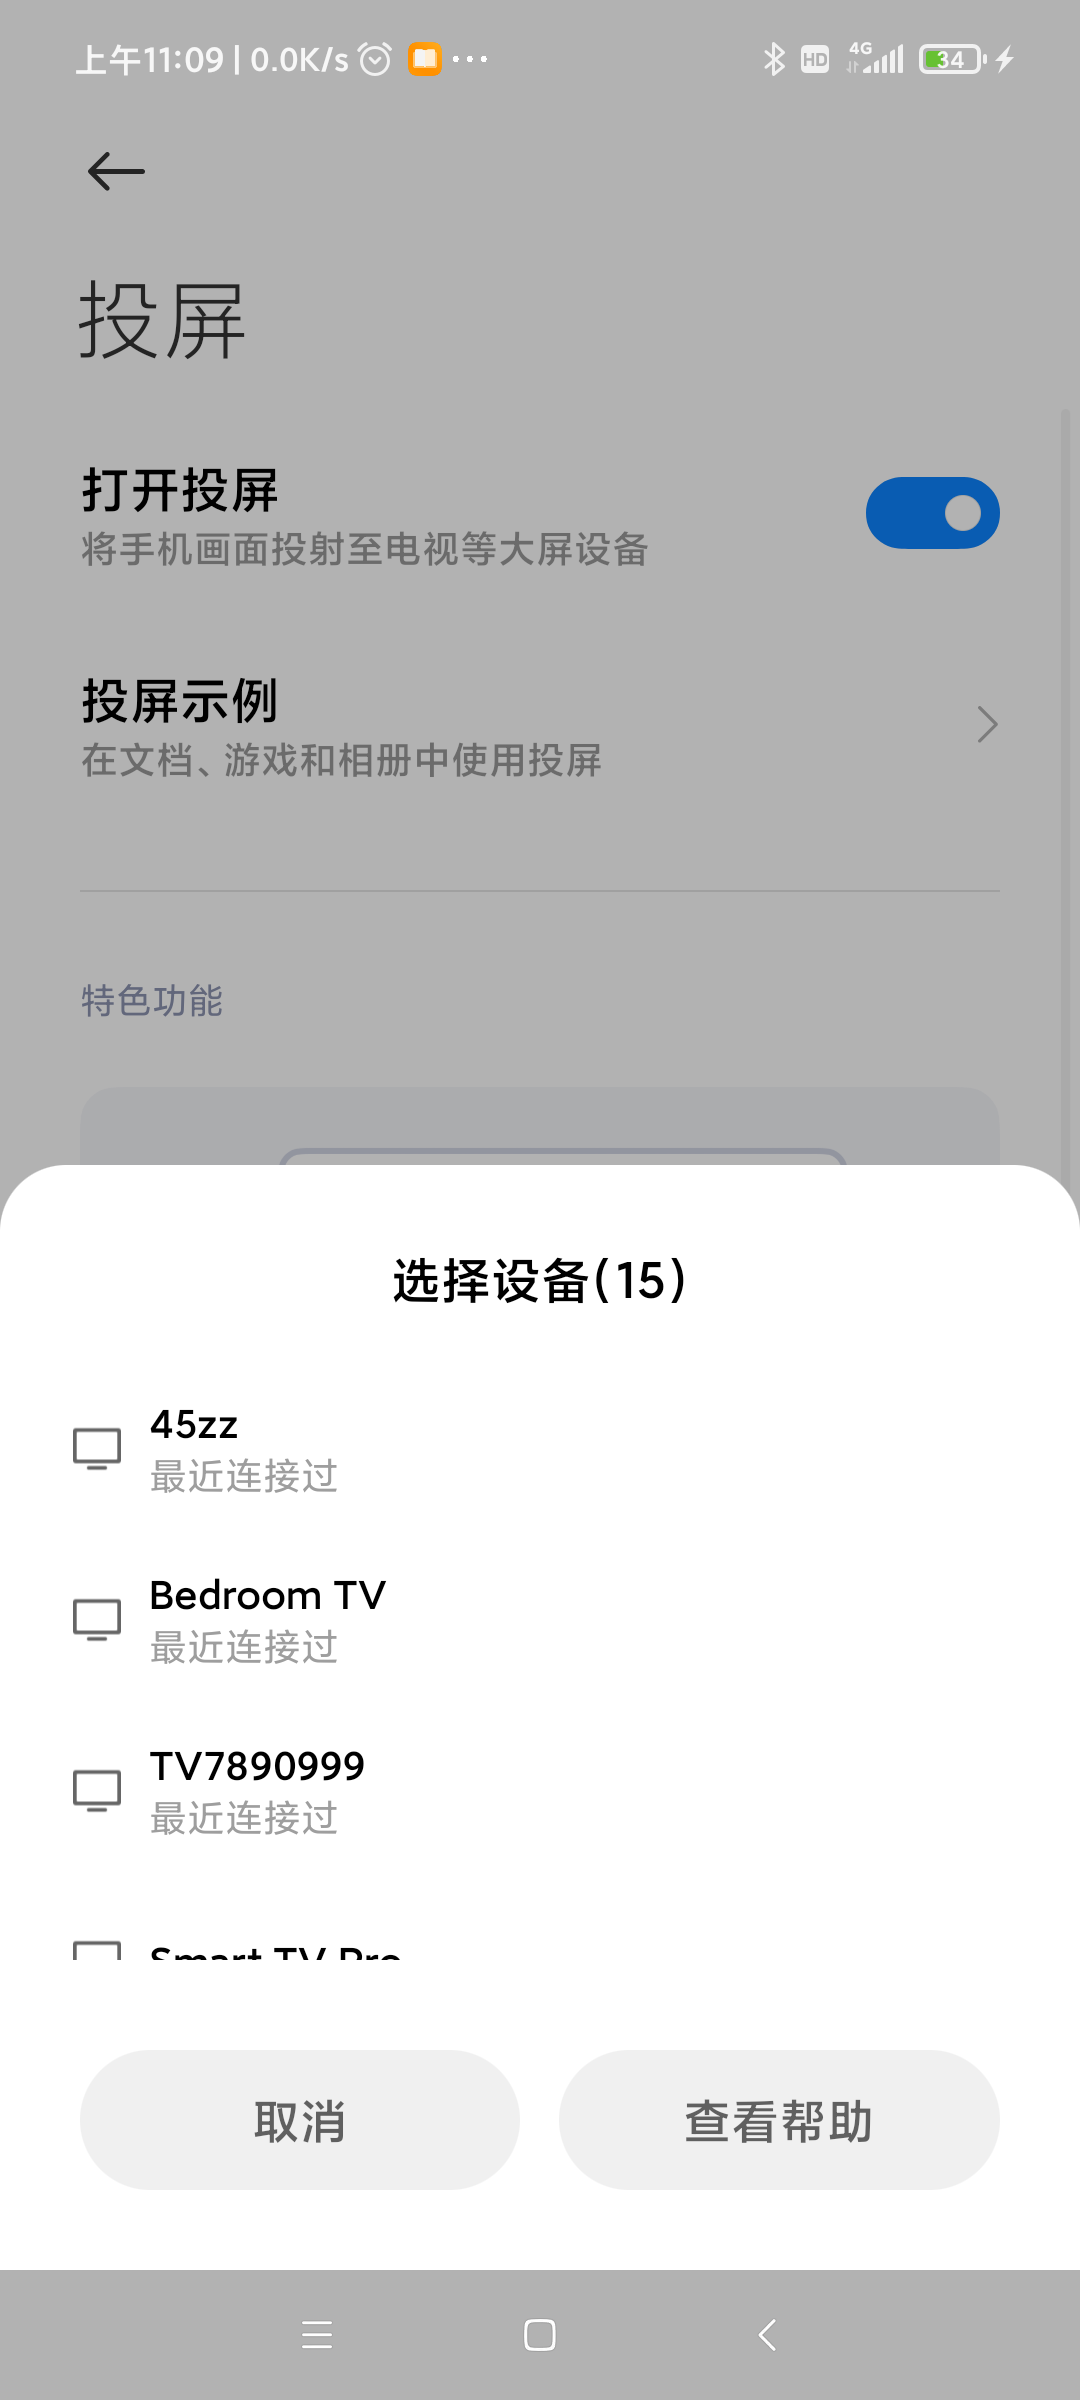 上午11:09 | 0.0K/s
HD
4G
34
投屏
打开投屏
将手机画面投射至电视等大屏设备
投屏示例
在文档、游戏和相册中使用投屏
特色功能
选择设备(15)
45zz
最近连接过
Bedroom TV
最近连接过
TV7890999
最近连接过
Smart TV Pro
取消
查看帮助